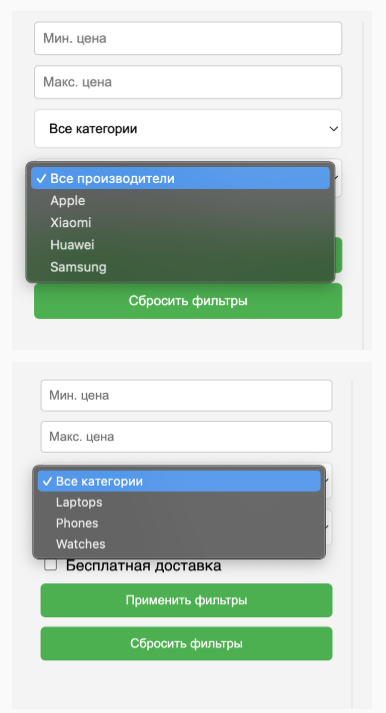 Мин. цена
Макс. цена
Все категории
✓ Все производители
Apple
Xiaomi
Huawei
Samsung
Сбросить фильтры
Мин. цена
Макс. цена
✓ Все категории
Laptops
Phones
Watches
Бесплатная доставка
Применить фильтры
Сбросить фильтры